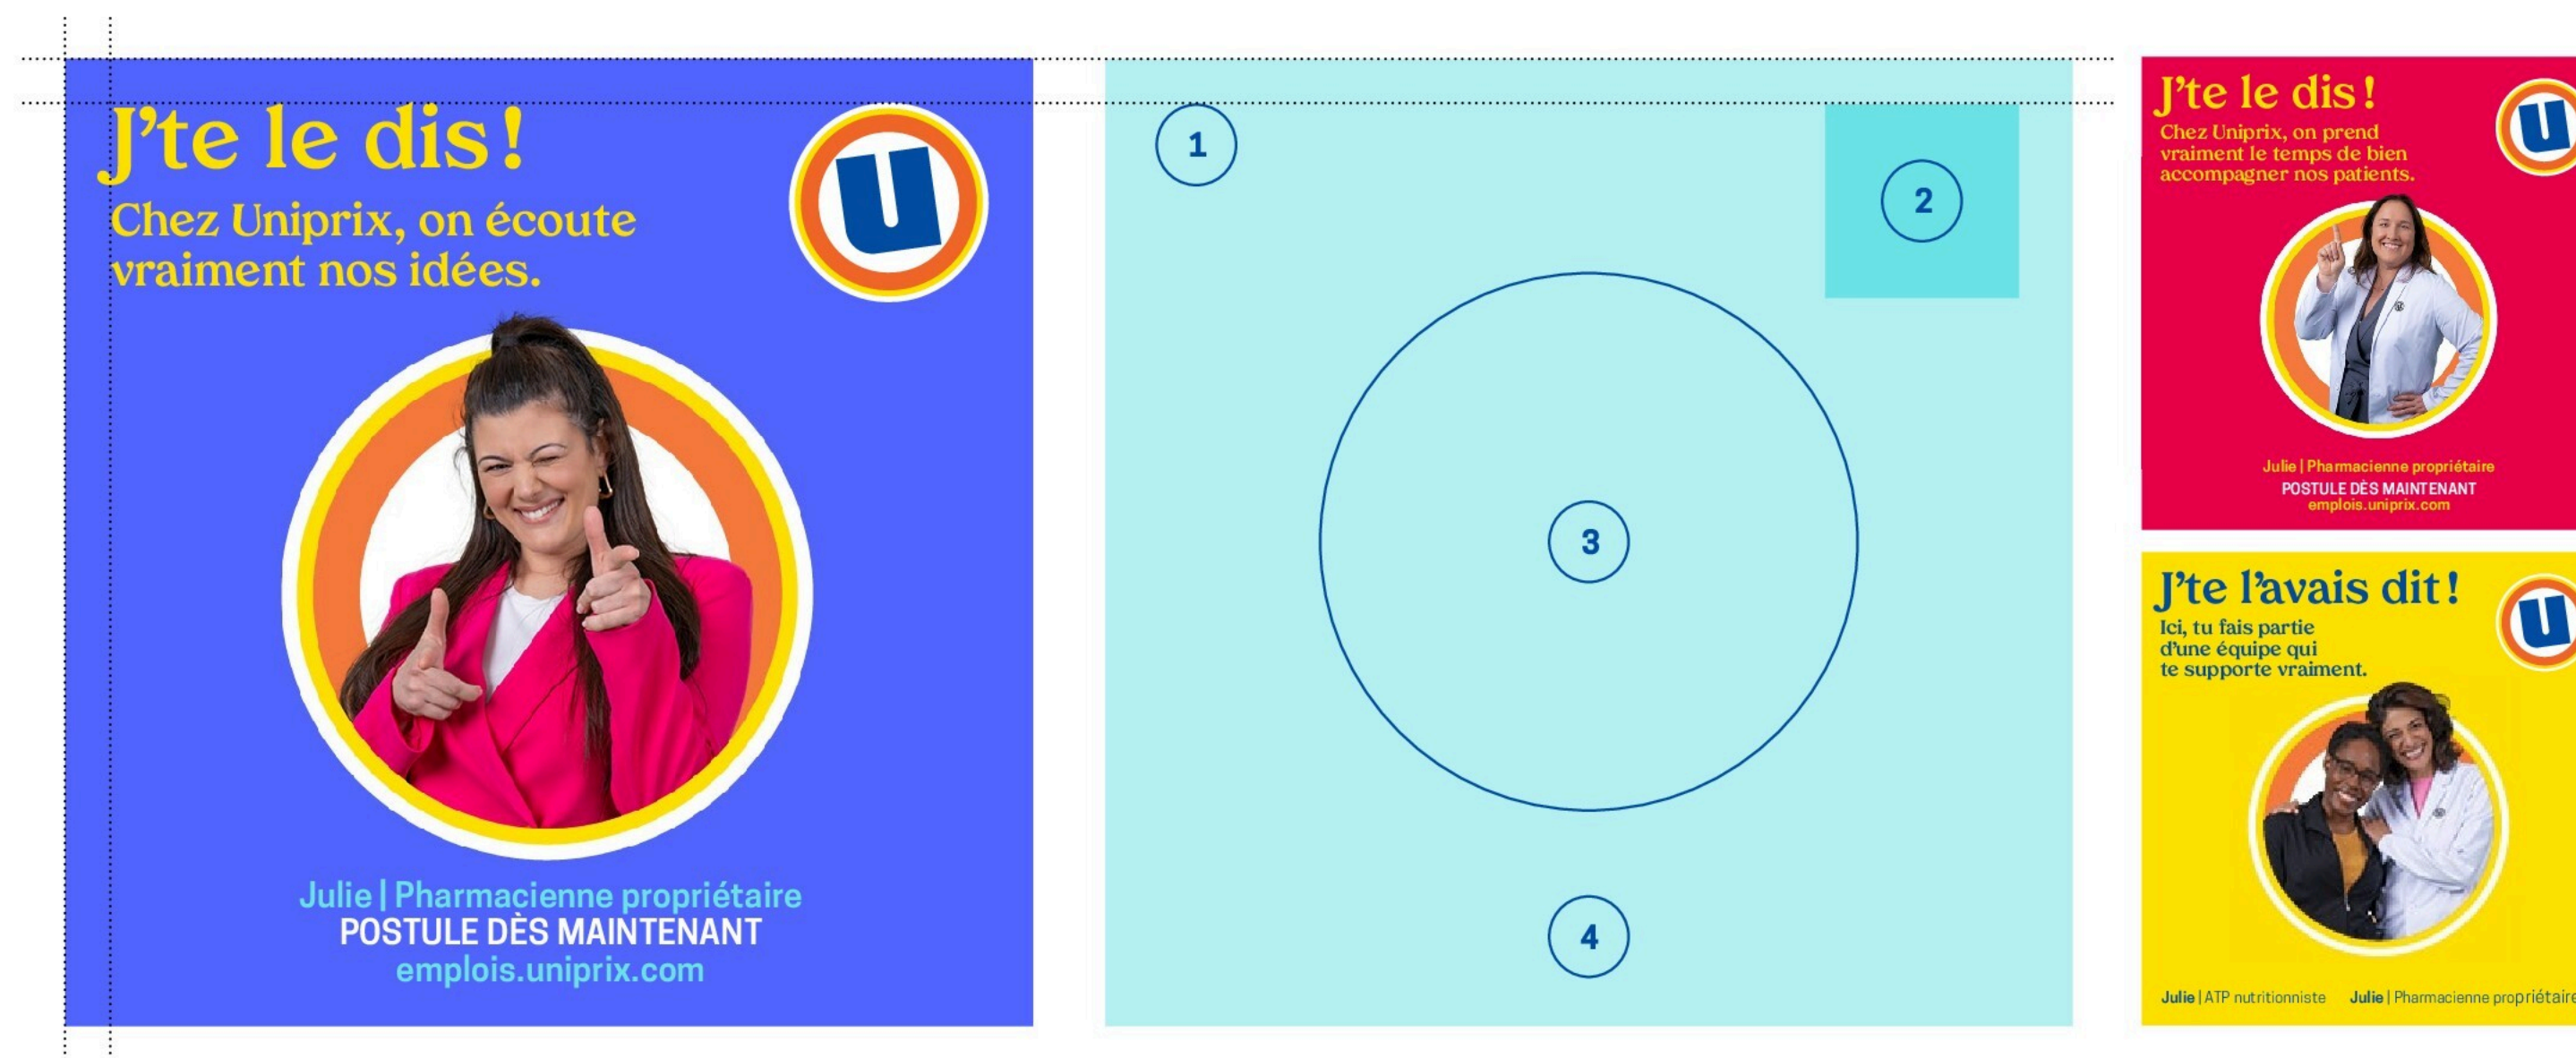 J'te le dis !
Chez Uniprix, on écoute
vraiment nos idées.
U
Julie | Pharmacienne propriétaire
POSTULE DÈS MAINTENANT
emplois.uniprix.com
1
2
3
4
J'te le dis !
Chez Uniprix, on prend
vraiment le temps de bien
accompagner nos patients.
U
Julie | Pharmacienne propriétaire
POSTULE DÈS MAINTENANT
emplois.uniprix.com
J'te l'avais dit !
Ici, tu fais partie
d'une équipe qui
te supporte vraiment.
U
Julie | ATP nutritionniste Julie | Pharmacienne propriétaire